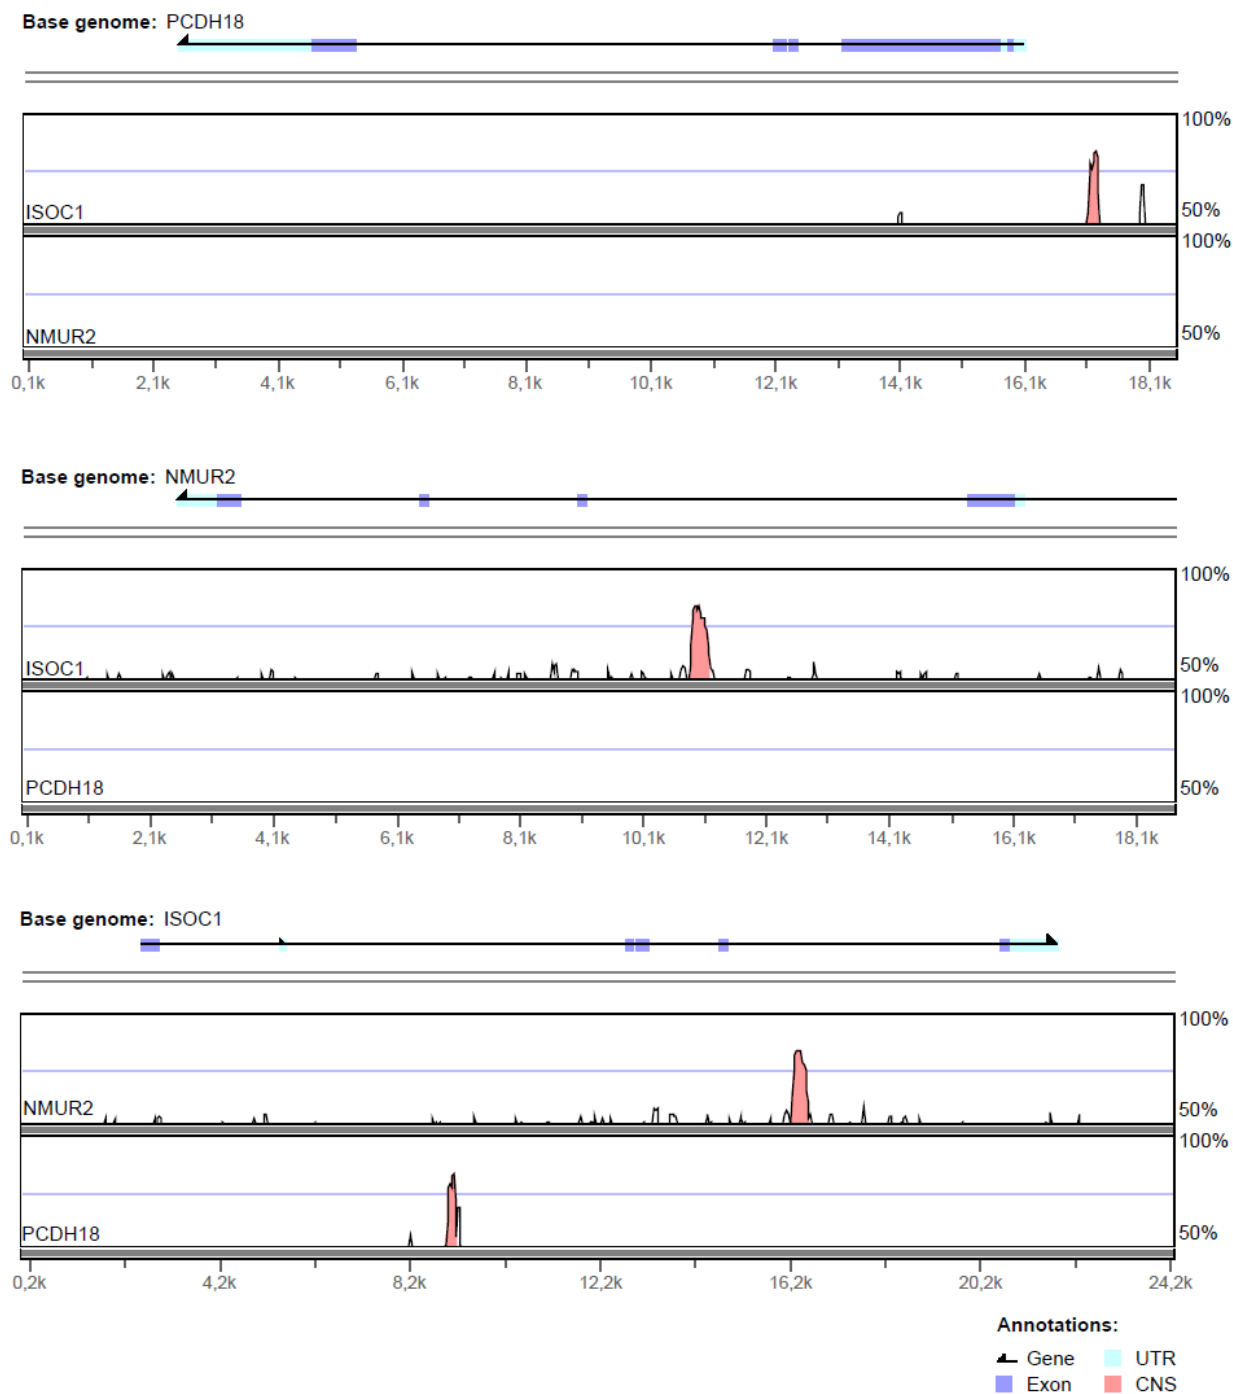 Base genome: PCDH18
100%
ISOC1
50%
100%
NMUR2
50%
0,1k 2,1k 4,1k 6,1k 8,1k 10,1k 12,1k 14,1k 16,1k 18,1k
Base genome: NMUR2
100%
ISOC1
50%
100%
PCDH18
50%
0,1k 2,1k 4,1k 6,1k 8,1k 10,1k 12,1k 14,1k 16,1k 18,1k
Base genome: ISOC1
100%
NMUR2
50%
100%
PCDH18
50%
0,2k 4,2k 8,2k 12,2k 16,2k 20,2k 24,2k
Annotations:
Gene UTR
Exon CNS